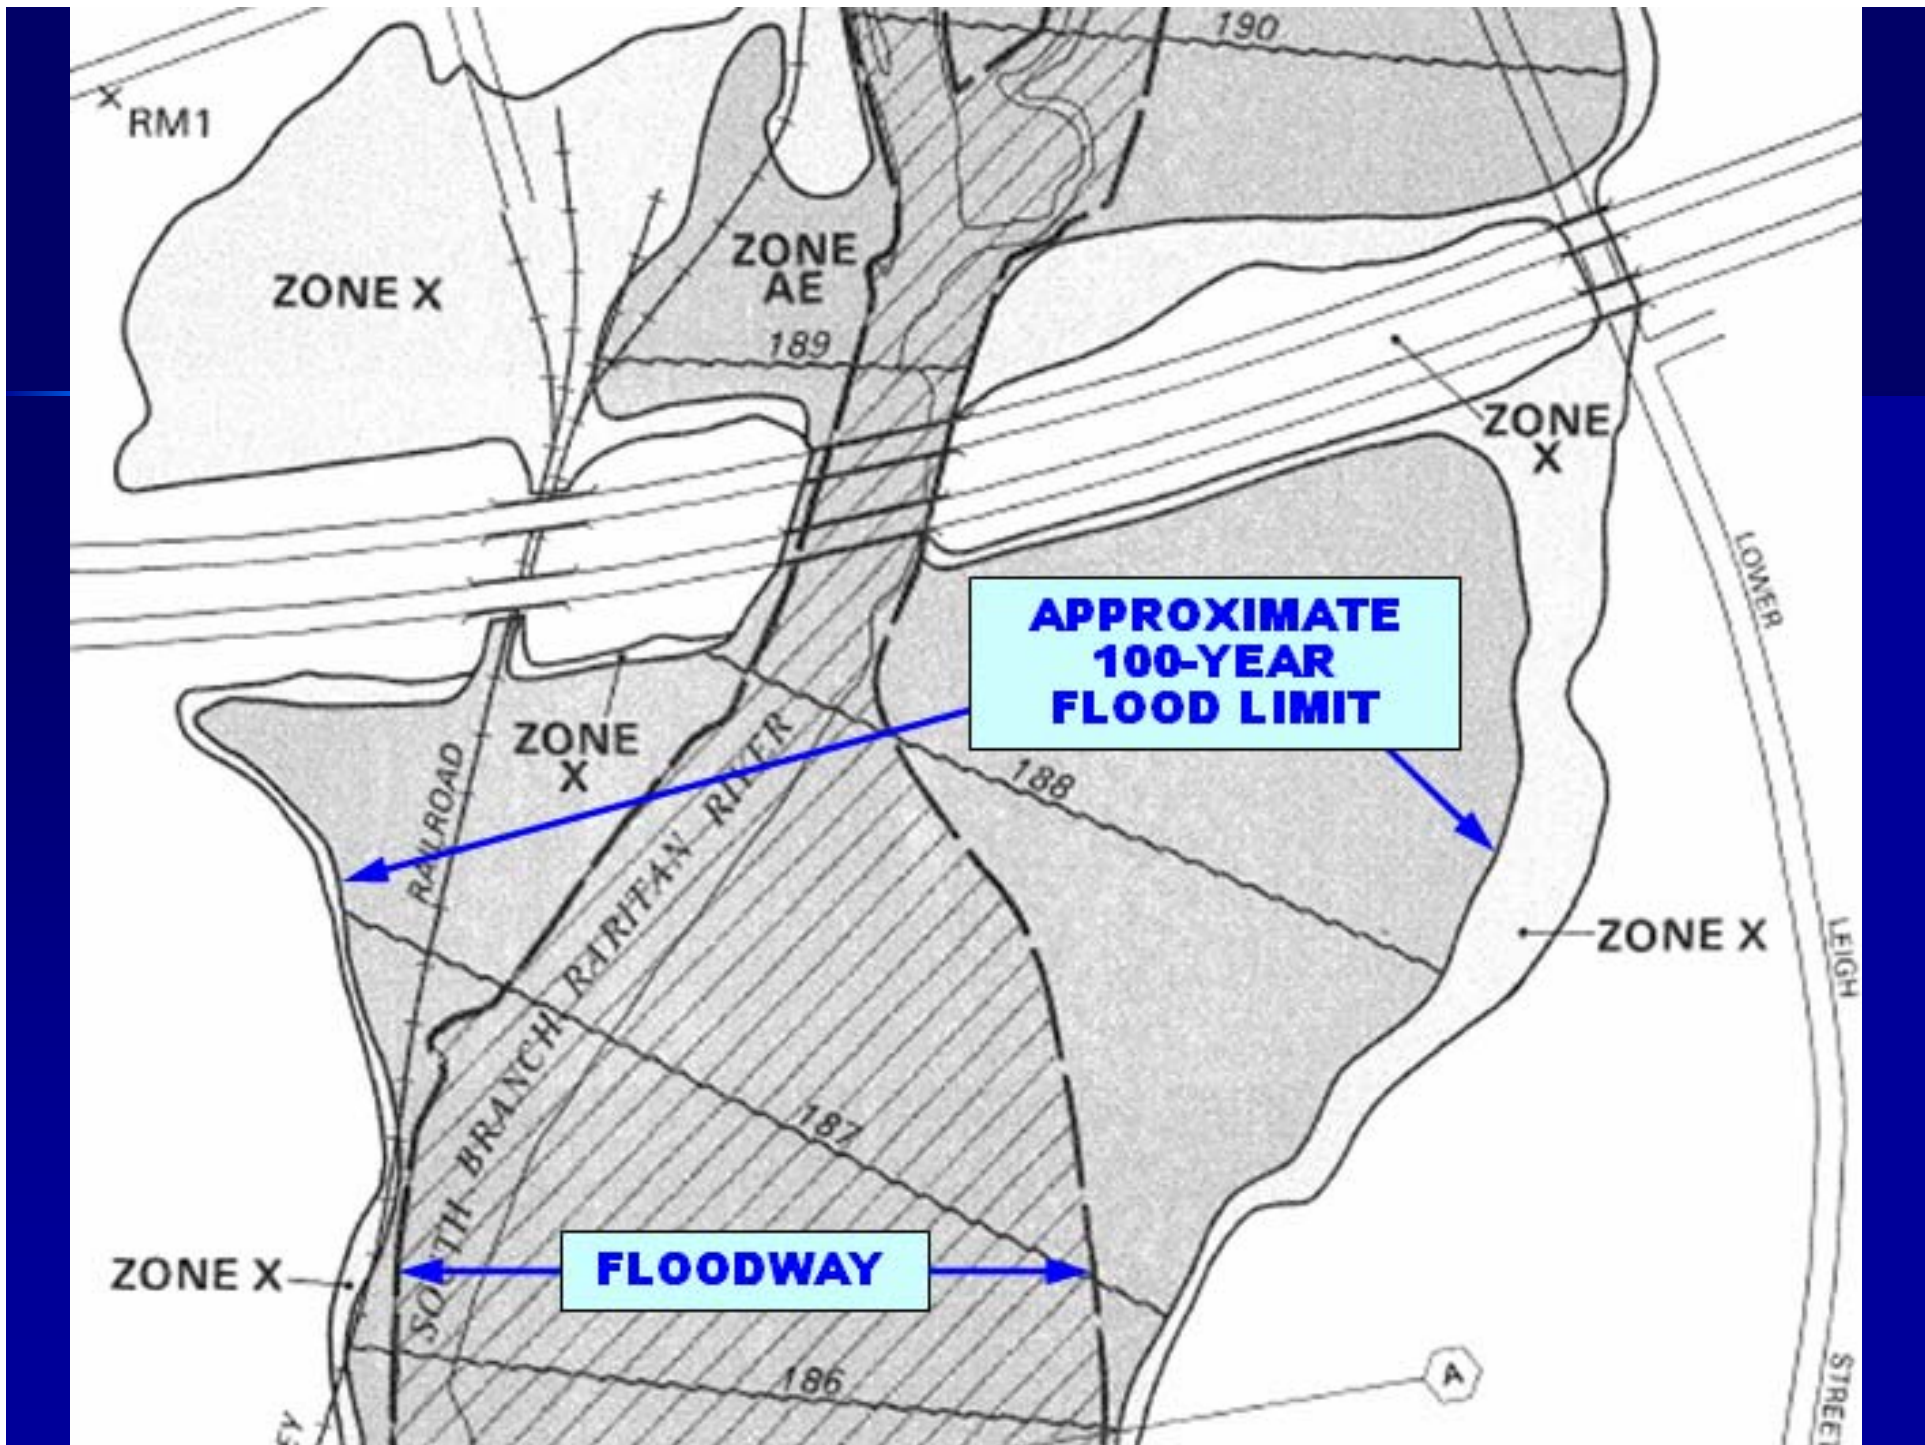 190
RM1
ZONE
AE
ZONE X
189
ZONE
X
LOWER
APPROXIMATE
100-YEAR
FLOOD LIMIT
ZONE
X
RAILROAD
188
SOUTH BRANCH RARITAN RIVER
ZONE X
LEIGH
187
ZONE X
FLOODWAY
186
A
STREET